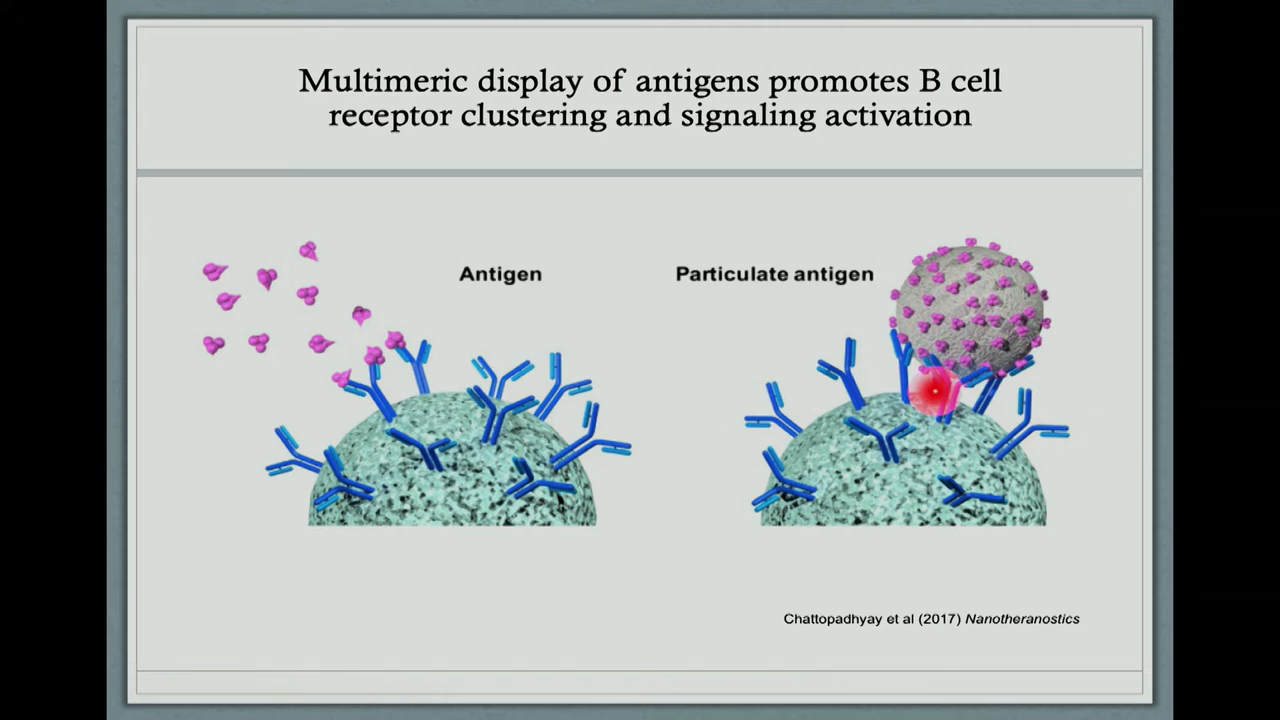 Multimeric display of antigens promotes B cell
receptor clustering and signaling activation
Antigen
Particulate antigen
Chattopadhyay et al (2017) Nanotheranostics